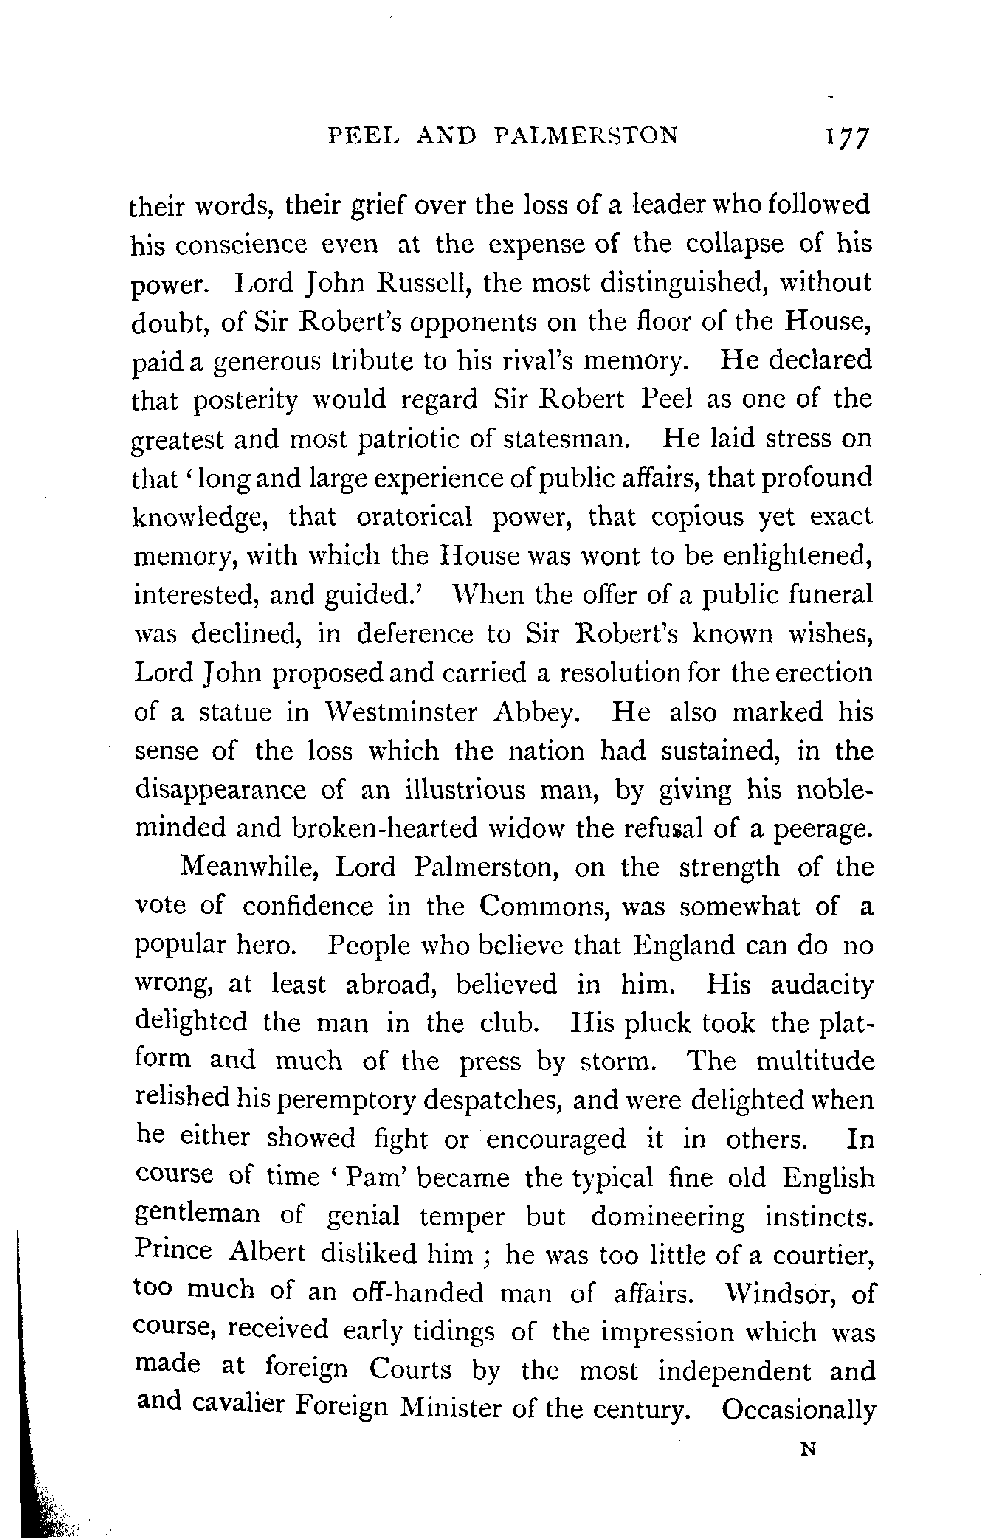 PEEL AND PALMERSTON 177
their words, their grief over the loss of a leader who followed
his conscience even at the expense of the collapse of his
power. Lord John Russell, the most distinguished, without
doubt, of Sir Robert's opponents on the floor of the House,
paid a generous tribute to his rival's memory. He declared
that posterity would regard Sir Robert Peel as one of the
greatest and most patriotic of statesman. He laid stress on
that ‘long and large experience of public affairs, that profound
knowledge, that oratorical power, that copious yet exact
memory, with which the House was wont to be enlightened,
interested, and guided.’ When the offer of a public funeral
was declined, in deference to Sir Robert's known wishes,
Lord John proposed and carried a resolution for the erection
of a statue in Westminster Abbey. He also marked his
sense of the loss which the nation had sustained, in the
disappearance of an illustrious man, by giving his noble-
minded and broken-hearted widow the refusal of a peerage.
Meanwhile, Lord Palmerston, on the strength of the
vote of confidence in the Commons, was somewhat of a
popular hero. People who believe that England can do no
wrong, at least abroad, believed in him. His audacity
delighted the man in the club. His pluck took the plat-
form and much of the press by storm. The multitude
relished his peremptory despatches, and were delighted when
he either showed fight or encouraged it in others. In
course of time ‘Pam’ became the typical fine old English
gentleman of genial temper but domineering instincts.
Prince Albert disliked him ; he was too little of a courtier,
too much of an off-handed man of affairs. Windsor, of
course, received early tidings of the impression which was
made at foreign Courts by the most independent and
and cavalier Foreign Minister of the century. Occasionally
N